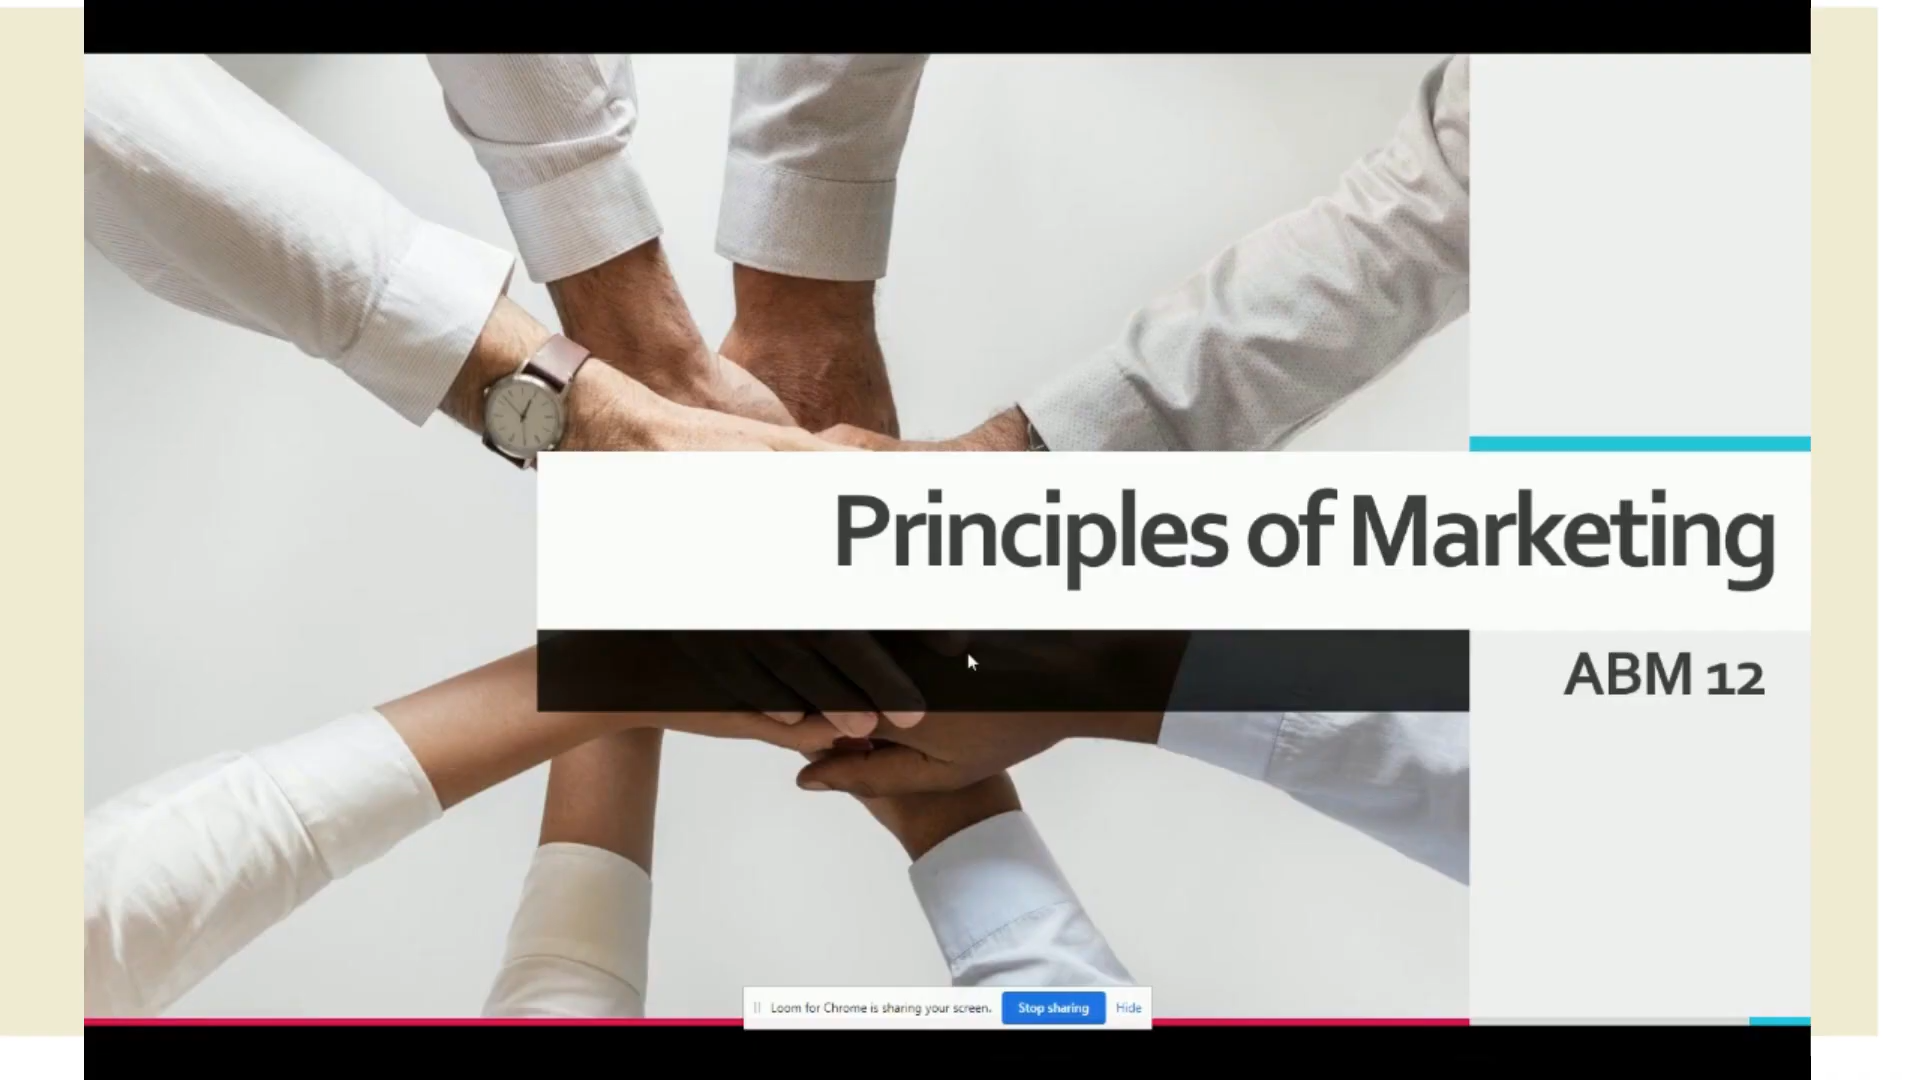 Principles of Marketing
ABM 12
Loom for Chrome is sharing your screen. Stop sharing Hide